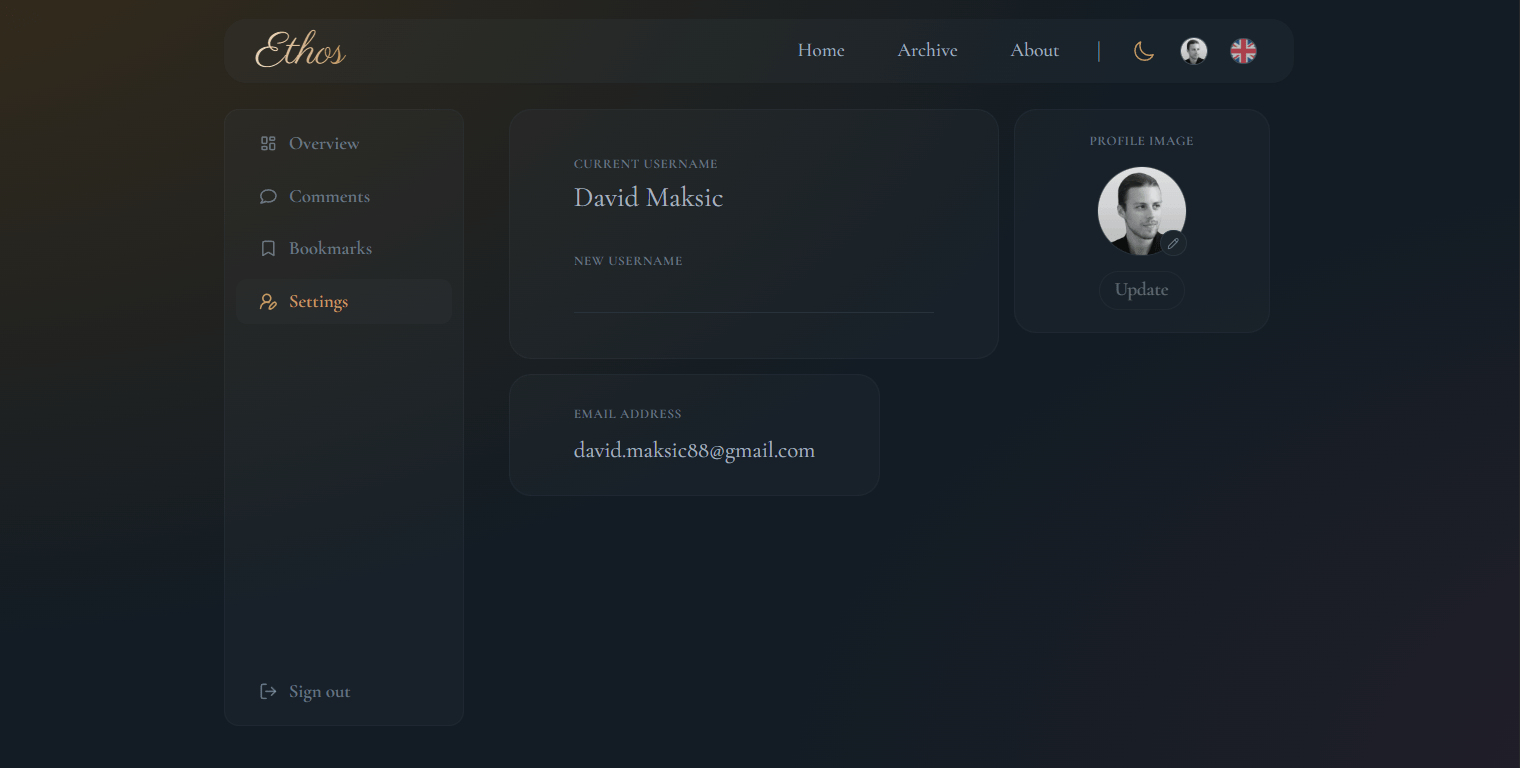 Ethos
Home
Archive
About
Overview
Comments
Bookmarks
Settings
Sign out
CURRENT USERNAME
David Maksic
NEW USERNAME
EMAIL ADDRESS
david.maksic88@gmail.com
PROFILE IMAGE
Update